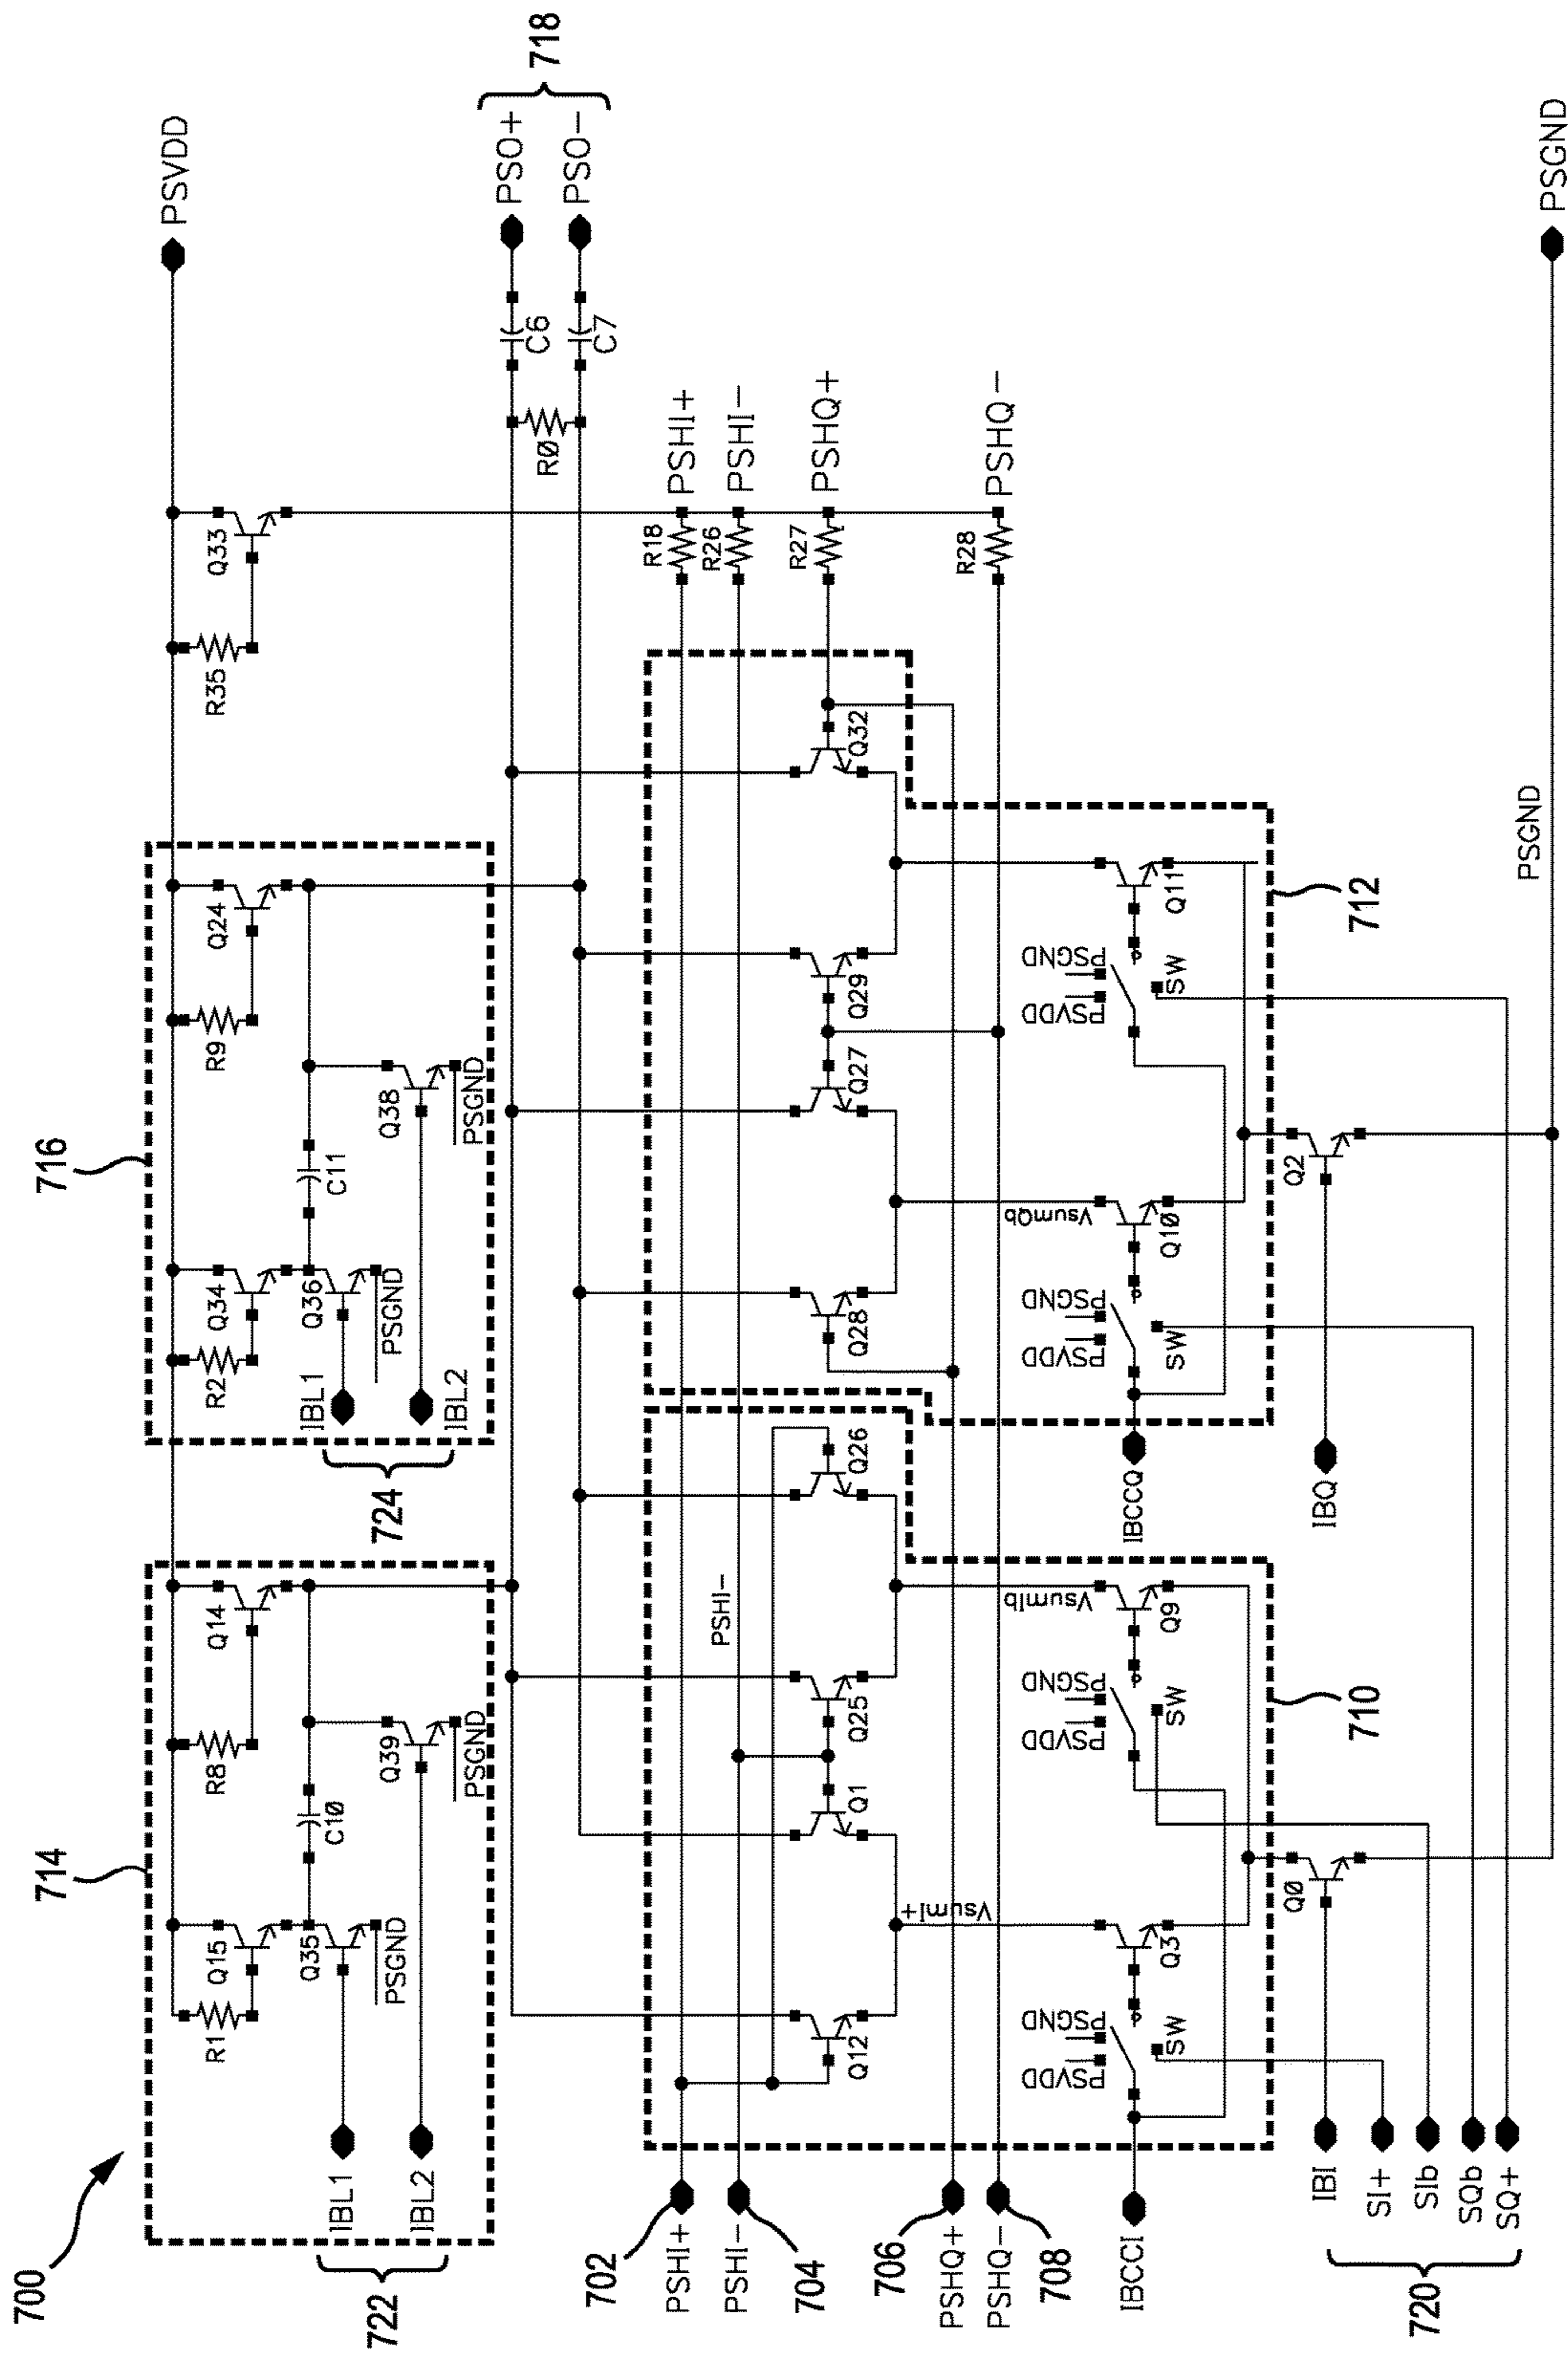 700
714
716
PSVDD
R1
Q15
R8
Q14
R2
Q34
R9
Q24
R35
Q33
Q35
C10
Q36
C11
PSGND
Q39
PSGND
PSGND
Q38
PSGND
IBL1
IBL2
722
IBL1
IBL2
724
PSO+
PSO-
718
C6
C7
R0
702
PSHI+
PSHI-
704
706
PSHQ+
PSHQ-
708
R18
R26
R27
R28
PSHI+
PSHI-
PSHQ+
PSHQ-
PSHI-
Q12
Q1
Q25
Q26
Q28
Q27
Q29
Q32
VsumI+
VsumIb
VsumQb
PSVDD
PSGND
SW
Q3
PSVDD
PSGND
SW
Q9
PSVDD
PSGND
SW
Q10
PSVDD
PSGND
SW
Q11
IBCCI
710
IBCCQ
712
Q0
Q2
IBI
IBQ
SI+
SIb
SQb
SQ+
720
PSGND
PSGND